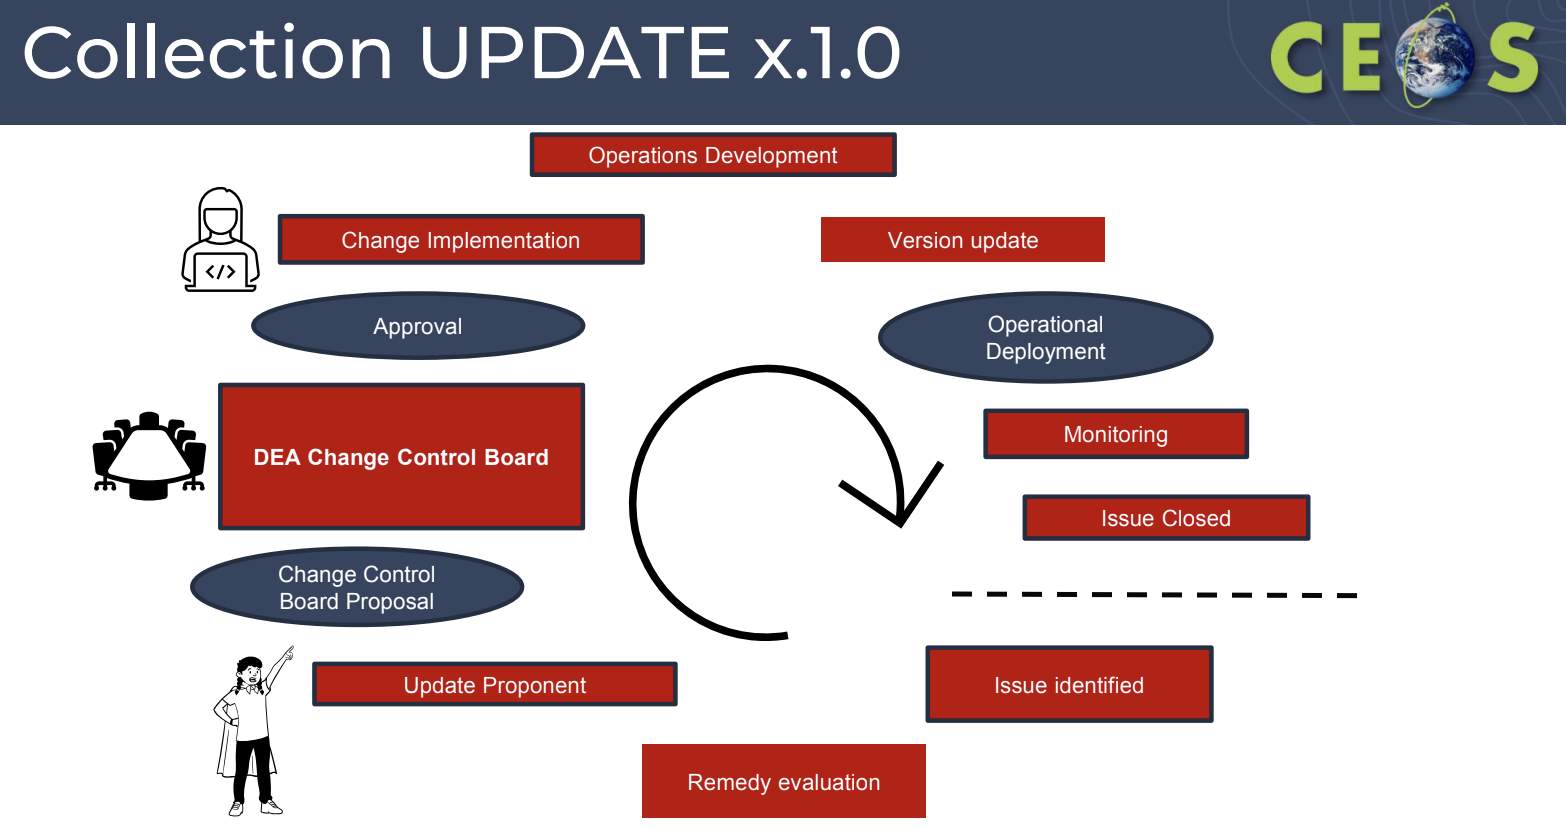 Collection UPDATE x.1.0
CEOS
Operations Development
Change Implementation
Version update
</>
Approval
Operational
Deployment
DEA Change Control Board
Monitoring
Issue Closed
Change Control
Board Proposal
Update Proponent
Issue identified
Remedy evaluation